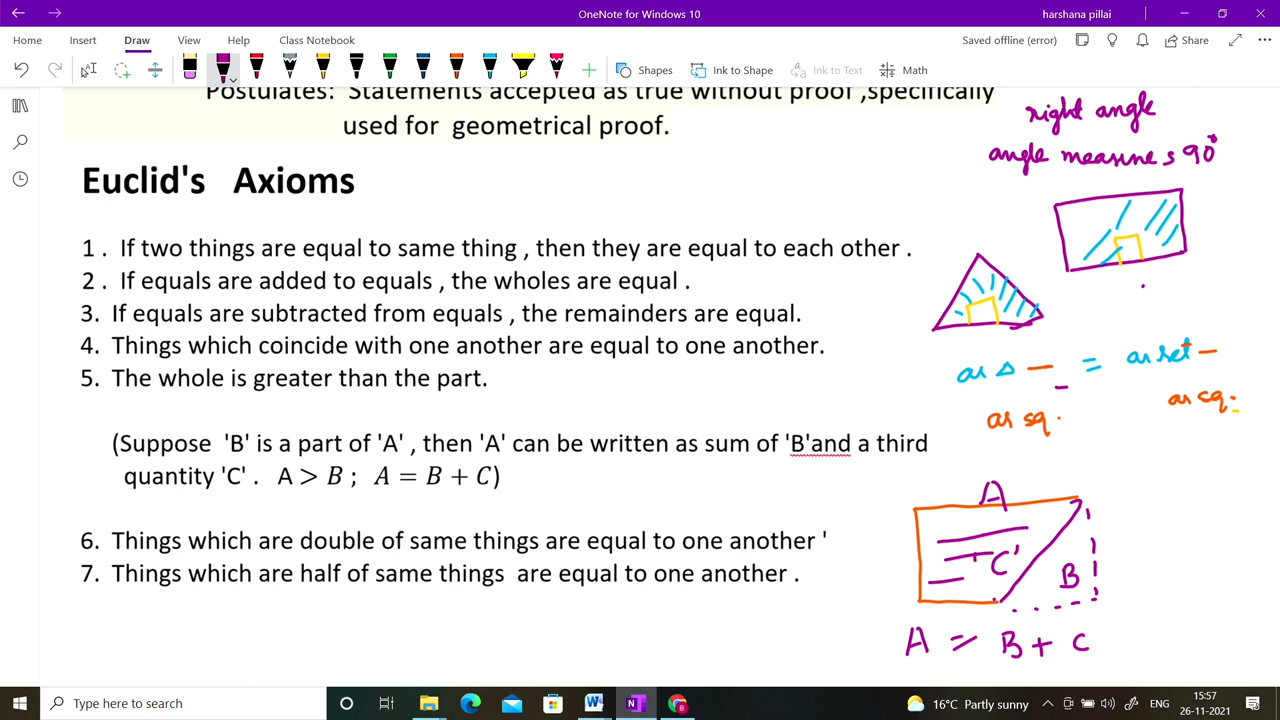 OneNote for Windows 10
harshana pillai
Home Insert Draw View Help Class Notebook
Saved offline (error) Share
Shapes Ink to Shape Ink to Text Math
Postulates: Statements accepted as true without proof ,specifically
used for geometrical proof.
right angle
angle measures 90°
Euclid's Axioms
1 . If two things are equal to same thing , then they are equal to each other .
2 . If equals are added to equals , the wholes are equal .
3. If equals are subtracted from equals , the remainders are equal.
4. Things which coincide with one another are equal to one another.
5. The whole is greater than the part.
ar Δ — = ar
ar sq. ar
(Suppose 'B' is a part of 'A' , then 'A' can be written as sum of 'B'and a third
quantity 'C' . A > B ; A = B + C)
6. Things which are double of same things are equal to one another '
7. Things which are half of same things are equal to one another .
A
C'
B
A = B + C
Type here to search
16°C Partly sunny
ENG
15:57
26-11-2021